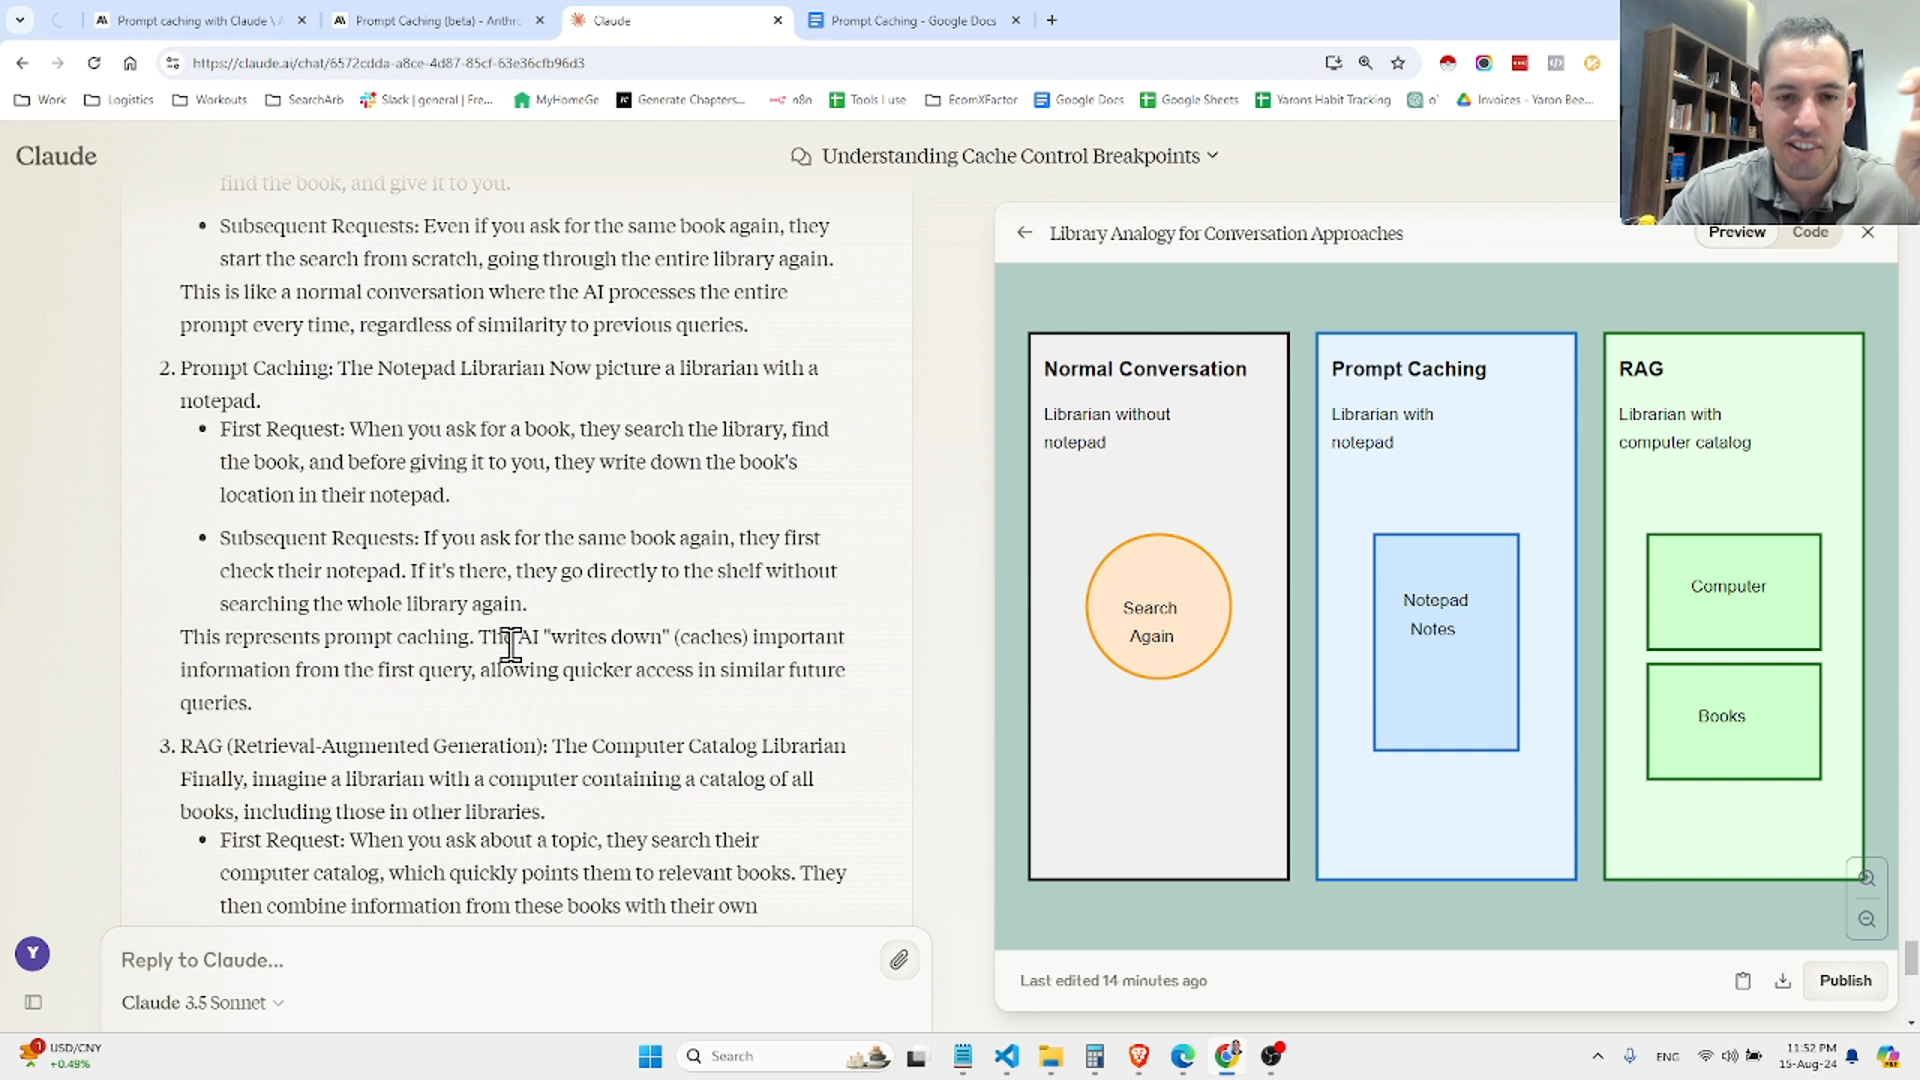 Prompt caching with Claude \ A
Prompt Caching (beta) - Anthro
Claude
Prompt Caching - Google Docs
https://claude.ai/chat/6572cdda-a8ce-4d87-85cf-63e36cfb96d3
Work
Logistics
Workouts
SearchArb
Slack | general | Fre...
MyHomeGe
Generate Chapters...
n8n
Tools I use
EcomXFactor
Google Docs
Google Sheets
Yarons Habit Tracking
o'
Invoices - Yaron Bee...
Claude
Understanding Cache Control Breakpoints
find the book, and give it to you.
• Subsequent Requests: Even if you ask for the same book again, they
start the search from scratch, going through the entire library again.
This is like a normal conversation where the AI processes the entire
prompt every time, regardless of similarity to previous queries.
2. Prompt Caching: The Notepad Librarian Now picture a librarian with a
notepad.
• First Request: When you ask for a book, they search the library, find
the book, and before giving it to you, they write down the book's
location in their notepad.
• Subsequent Requests: If you ask for the same book again, they first
check their notepad. If it's there, they go directly to the shelf without
searching the whole library again.
This represents prompt caching. The AI "writes down" (caches) important
information from the first query, allowing quicker access in similar future
queries.
3. RAG (Retrieval-Augmented Generation): The Computer Catalog Librarian
Finally, imagine a librarian with a computer containing a catalog of all
books, including those in other libraries.
• First Request: When you ask about a topic, they search their
computer catalog, which quickly points them to relevant books. They
then combine information from these books with their own
Y
Reply to Claude...
Claude 3.5 Sonnet
Library Analogy for Conversation Approaches
Preview
Code
Normal Conversation
Librarian without
notepad
Search
Again
Prompt Caching
Librarian with
notepad
Notepad
Notes
RAG
Librarian with
computer catalog
Computer
Books
Last edited 14 minutes ago
Publish
1
USD/CNY
+0.49%
Search
ENG
11:52 PM
15-Aug-24